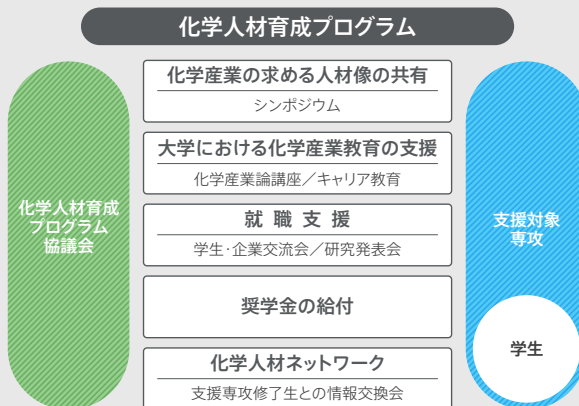 化学人材育成プログラム
化学産業の求める人材像の共有
シンポジウム
大学における化学産業教育の支援
化学産業論講座／キャリア教育
就職支援
学生・企業交流会／研究発表会
奨学金の給付
化学人材ネットワーク
支援専攻修了生との情報交換会
化学人材育成
プログラム
協議会
支援対象
専攻
学生